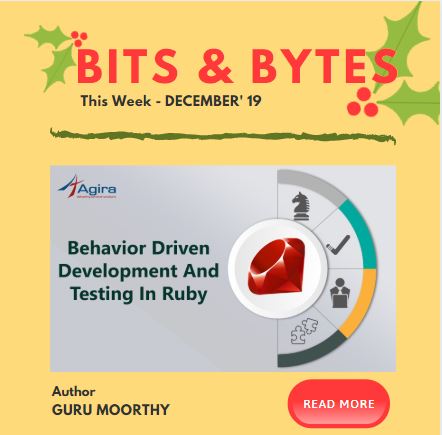 BITS & BYTES
This Week - DECEMBER' 19
Agira
Behavior Driven
Development And
Testing In Ruby
Author
GURU MOORTHY
READ MORE